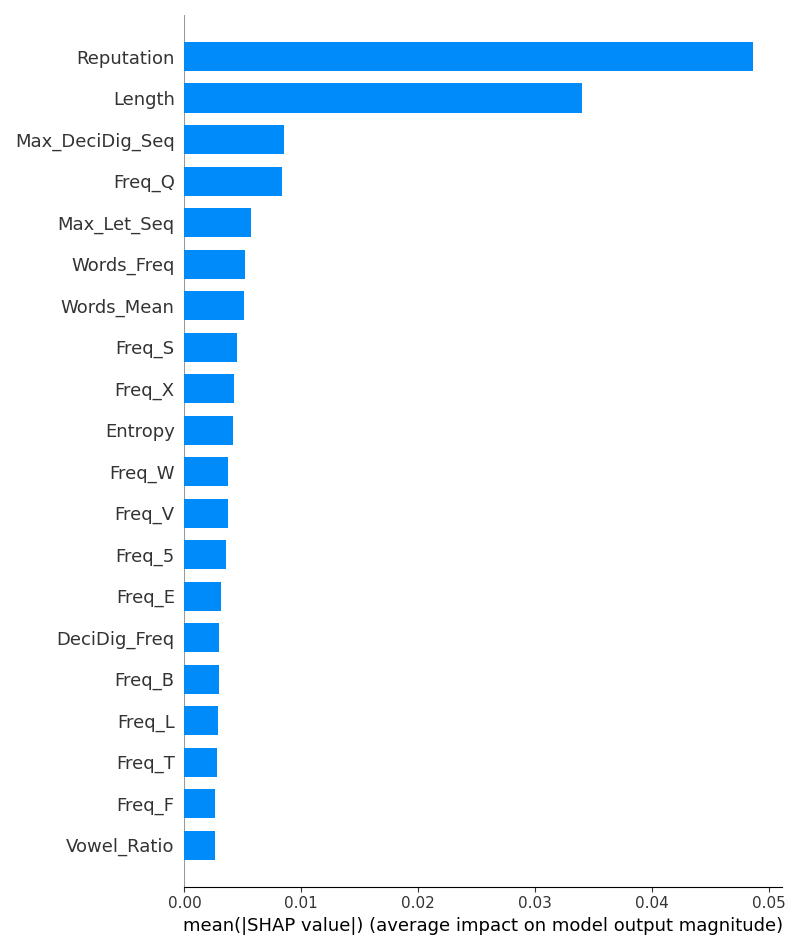 Reputation
Length
Max_DeciDig_Seq
Freq_Q
Max_Let_Seq
Words_Freq
Words_Mean
Freq_S
Freq_X
Entropy
Freq_W
Freq_V
Freq_5
Freq_E
DeciDig_Freq
Freq_B
Freq_L
Freq_T
Freq_F
Vowel_Ratio
0.00 0.01 0.02 0.03 0.04 0.05
mean(|SHAP value|) (average impact on model output magnitude)